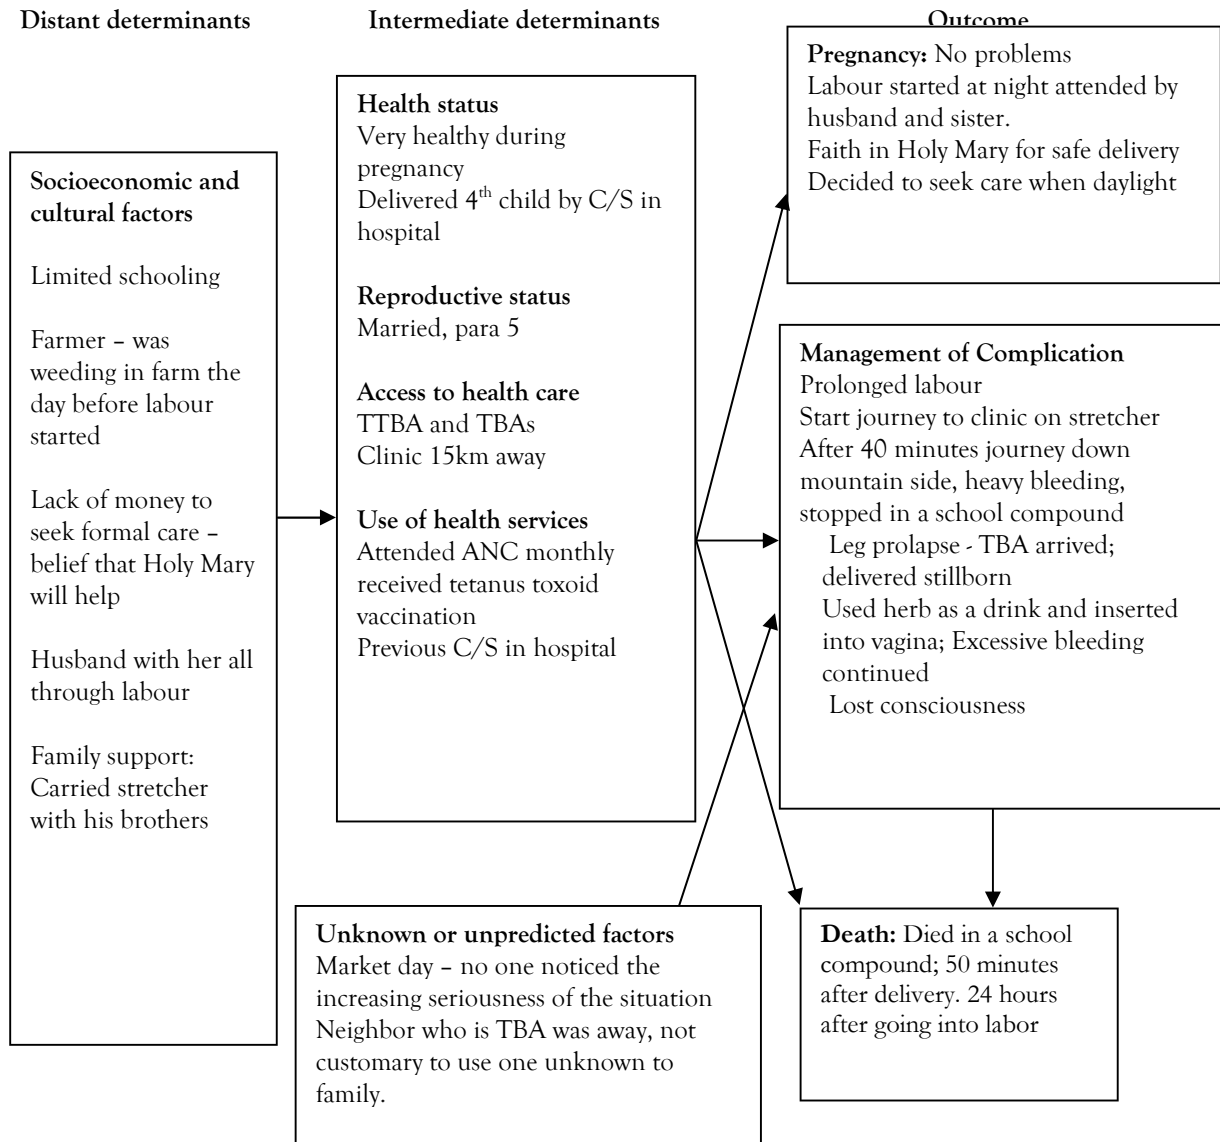 Distant determinants
Intermediate determinants
Outcome
Socioeconomic and
cultural factors
Limited schooling
Farmer – was
weeding in farm the
day before labour
started
Lack of money to
seek formal care –
belief that Holy Mary
will help
Husband with her all
through labour
Family support:
Carried stretcher
with his brothers
Health status
Very healthy during
pregnancy
Delivered 4th child by C/S in
hospital
Reproductive status
Married, para 5
Access to health care
TTBA and TBAs
Clinic 15km away
Use of health services
Attended ANC monthly
received tetanus toxoid
vaccination
Previous C/S in hospital
Unknown or unpredicted factors
Market day – no one noticed the
increasing seriousness of the situation
Neighbor who is TBA was away, not
customary to use one unknown to
family.
Pregnancy: No problems
Labour started at night attended by
husband and sister.
Faith in Holy Mary for safe delivery
Decided to seek care when daylight
Management of Complication
Prolonged labour
Start journey to clinic on stretcher
After 40 minutes journey down
mountain side, heavy bleeding,
stopped in a school compound
Leg prolapse - TBA arrived;
delivered stillborn
Used herb as a drink and inserted
into vagina; Excessive bleeding
continued
Lost consciousness
Death: Died in a school
compound; 50 minutes
after delivery. 24 hours
after going into labor